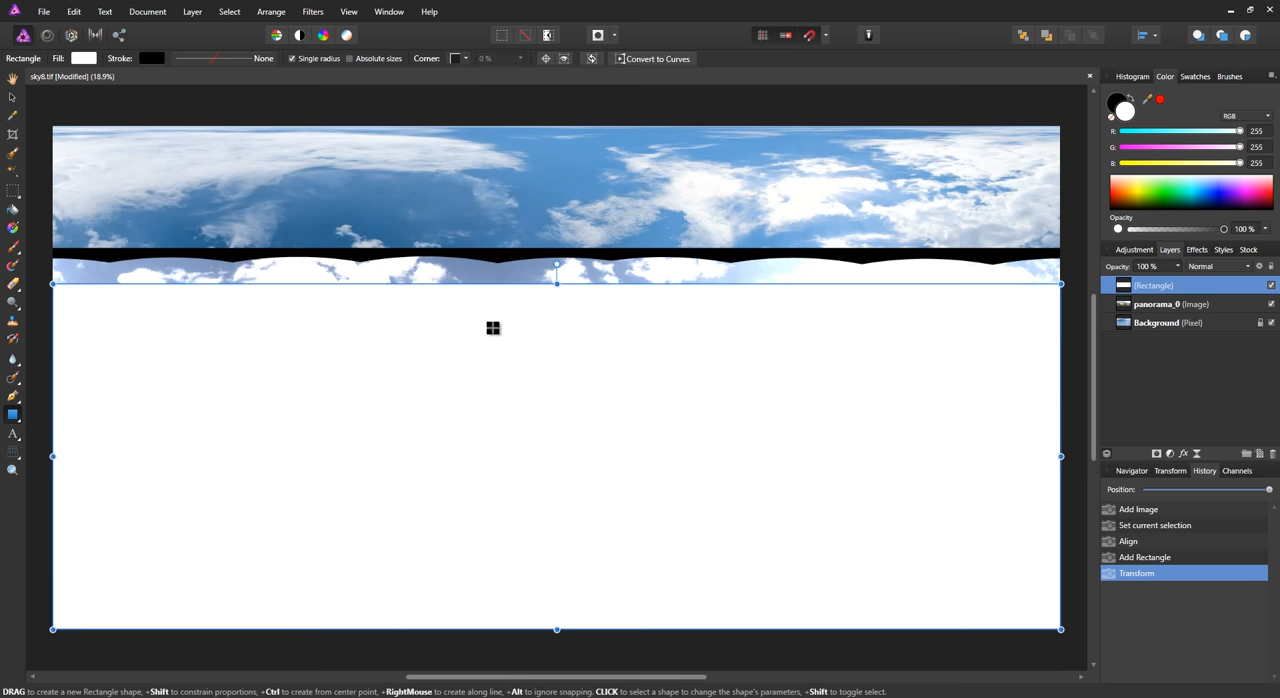 File Edit Text Document Layer Select Arrange Filters View Window Help
Rectangle Fill: Stroke: None Single radius Absolute sizes Corner: 0 % Convert to Curves
sky8.tif [Modified] (18.9%)
Histogram Color Swatches Brushes
RGB
R: 255
G: 255
B: 255
Opacity
100 %
Adjustment Layers Effects Styles Stock
Opacity: 100 % Normal
(Rectangle)
panorama_0 (Image)
Background (Pixel)
fx
Navigator Transform History Channels
Position:
Add Image
Set current selection
Align
Add Rectangle
Transform
DRAG to create a new Rectangle shape, +Shift to constrain proportions, +Ctrl to create from center point, +RightMouse to create along line, +Alt to ignore snapping. CLICK to select a shape to change the shape's parameters, +Shift to toggle select.